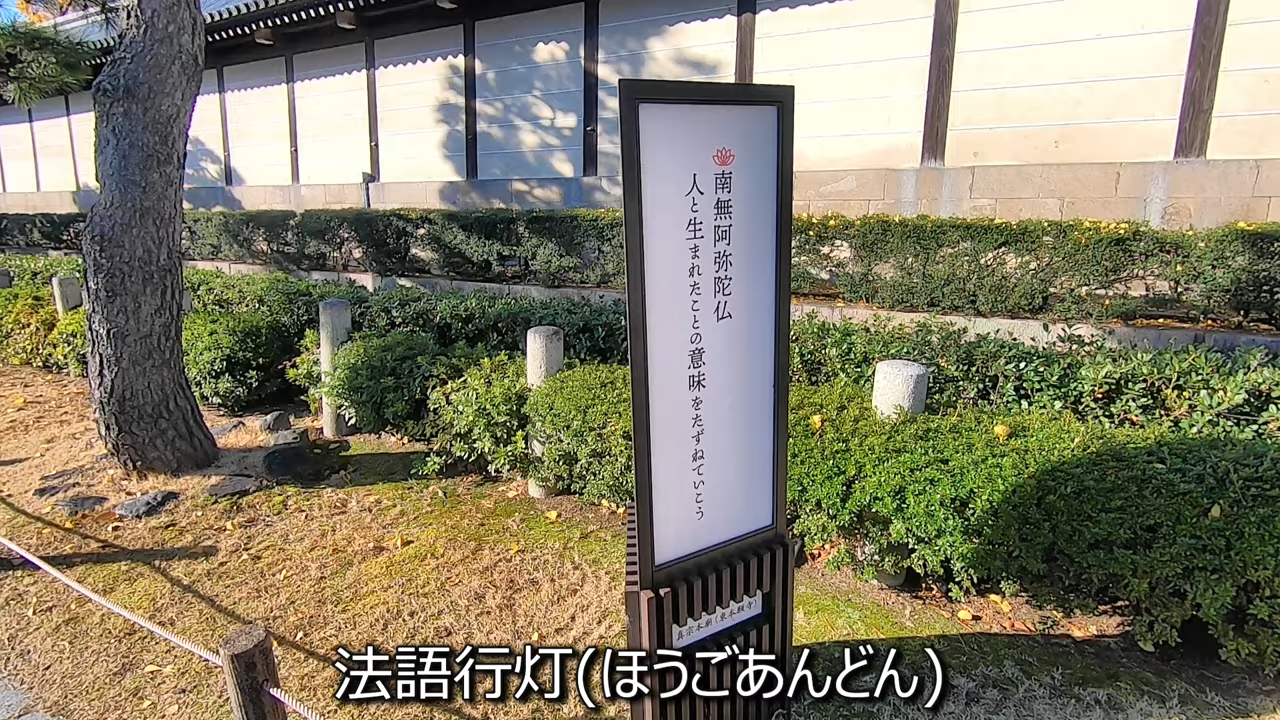 南無阿弥陀仏
人と生まれたことの意味をたずねていこう
真宗本廟(東本願寺)
法語行灯(ほうごあんどん)